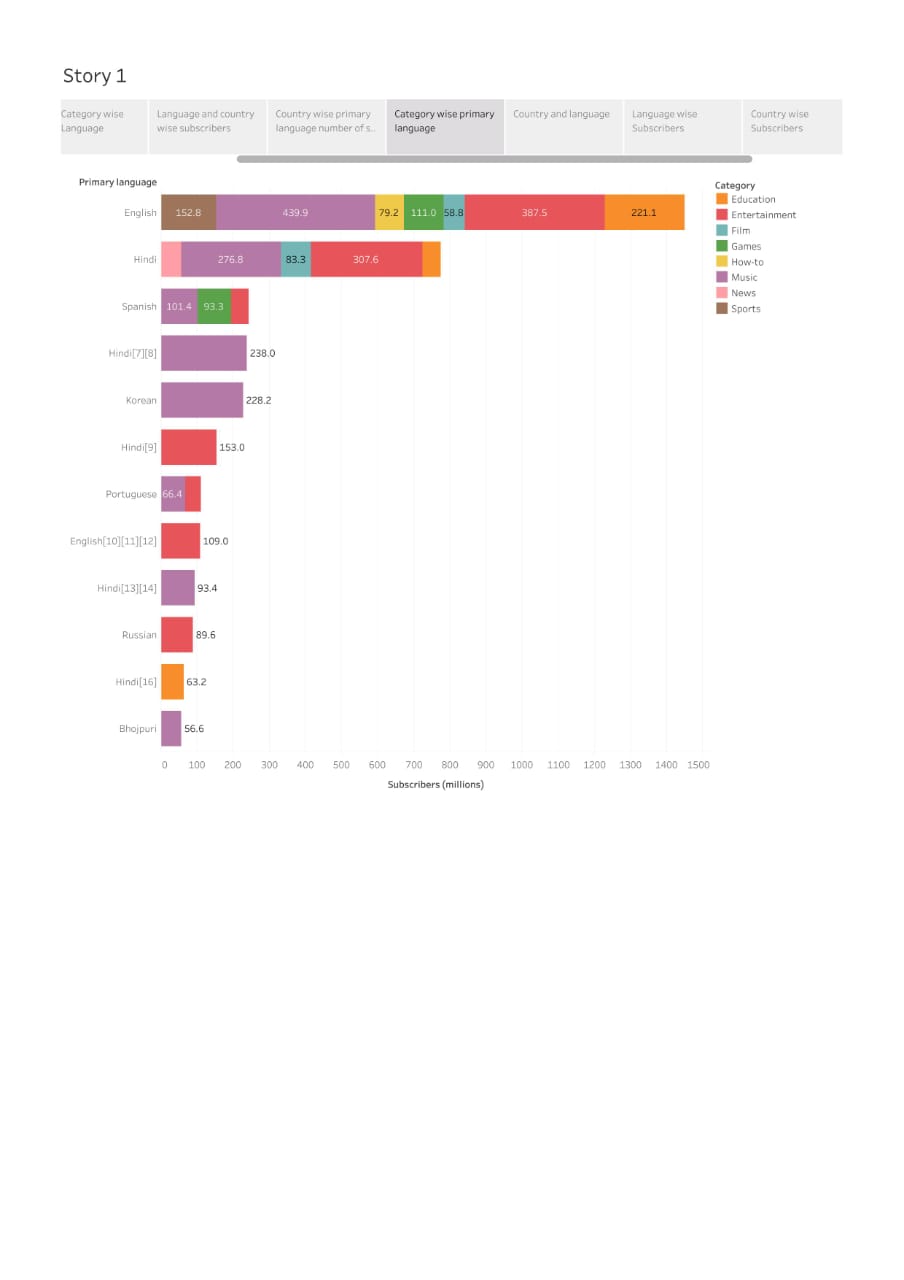 Story 1
Category wise
Language
Language and country
wise subscribers
Country wise primary
language number of s..
Category wise primary
language
Country and language
Language wise
Subscribers
Country wise
Subscribers
Primary language
English
152.8
439.9
79.2
111.0
58.8
387.5
221.1
Hindi
276.8
83.3
307.6
Spanish
101.4
93.3
Hindi[7][8]
238.0
Korean
228.2
Hindi[9]
153.0
Portuguese
66.4
English[10][11][12]
109.0
Hindi[13][14]
93.4
Russian
89.6
Hindi[16]
63.2
Bhojpuri
56.6
0 100 200 300 400 500 600 700 800 900 1000 1100 1200 1300 1400 1500
Subscribers (millions)
Category
Education
Entertainment
Film
Games
How-to
Music
News
Sports